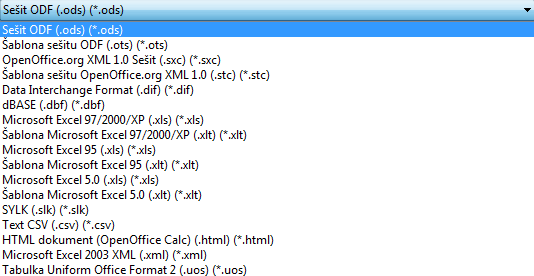 Sešit ODF (.ods) (*.ods)
Sešit ODF (.ods) (*.ods)
Šablona sešitu ODF (.ots) (*.ots)
OpenOffice.org XML 1.0 Sešit (.sxc) (*.sxc)
Šablona sešitu OpenOffice.org XML 1.0 (.stc) (*.stc)
Data Interchange Format (.dif) (*.dif)
dBASE (.dbf) (*.dbf)
Microsoft Excel 97/2000/XP (.xls) (*.xls)
Šablona Microsoft Excel 97/2000/XP (.xlt) (*.xlt)
Microsoft Excel 95 (.xls) (*.xls)
Šablona Microsoft Excel 95 (.xlt) (*.xlt)
Microsoft Excel 5.0 (.xls) (*.xls)
Šablona Microsoft Excel 5.0 (.xlt) (*.xlt)
SYLK (.slk) (*.slk)
Text CSV (.csv) (*.csv)
HTML dokument (OpenOffice Calc) (.html) (*.html)
Microsoft Excel 2003 XML (.xml) (*.xml)
Tabulka Uniform Office Format 2 (.uos) (*.uos)